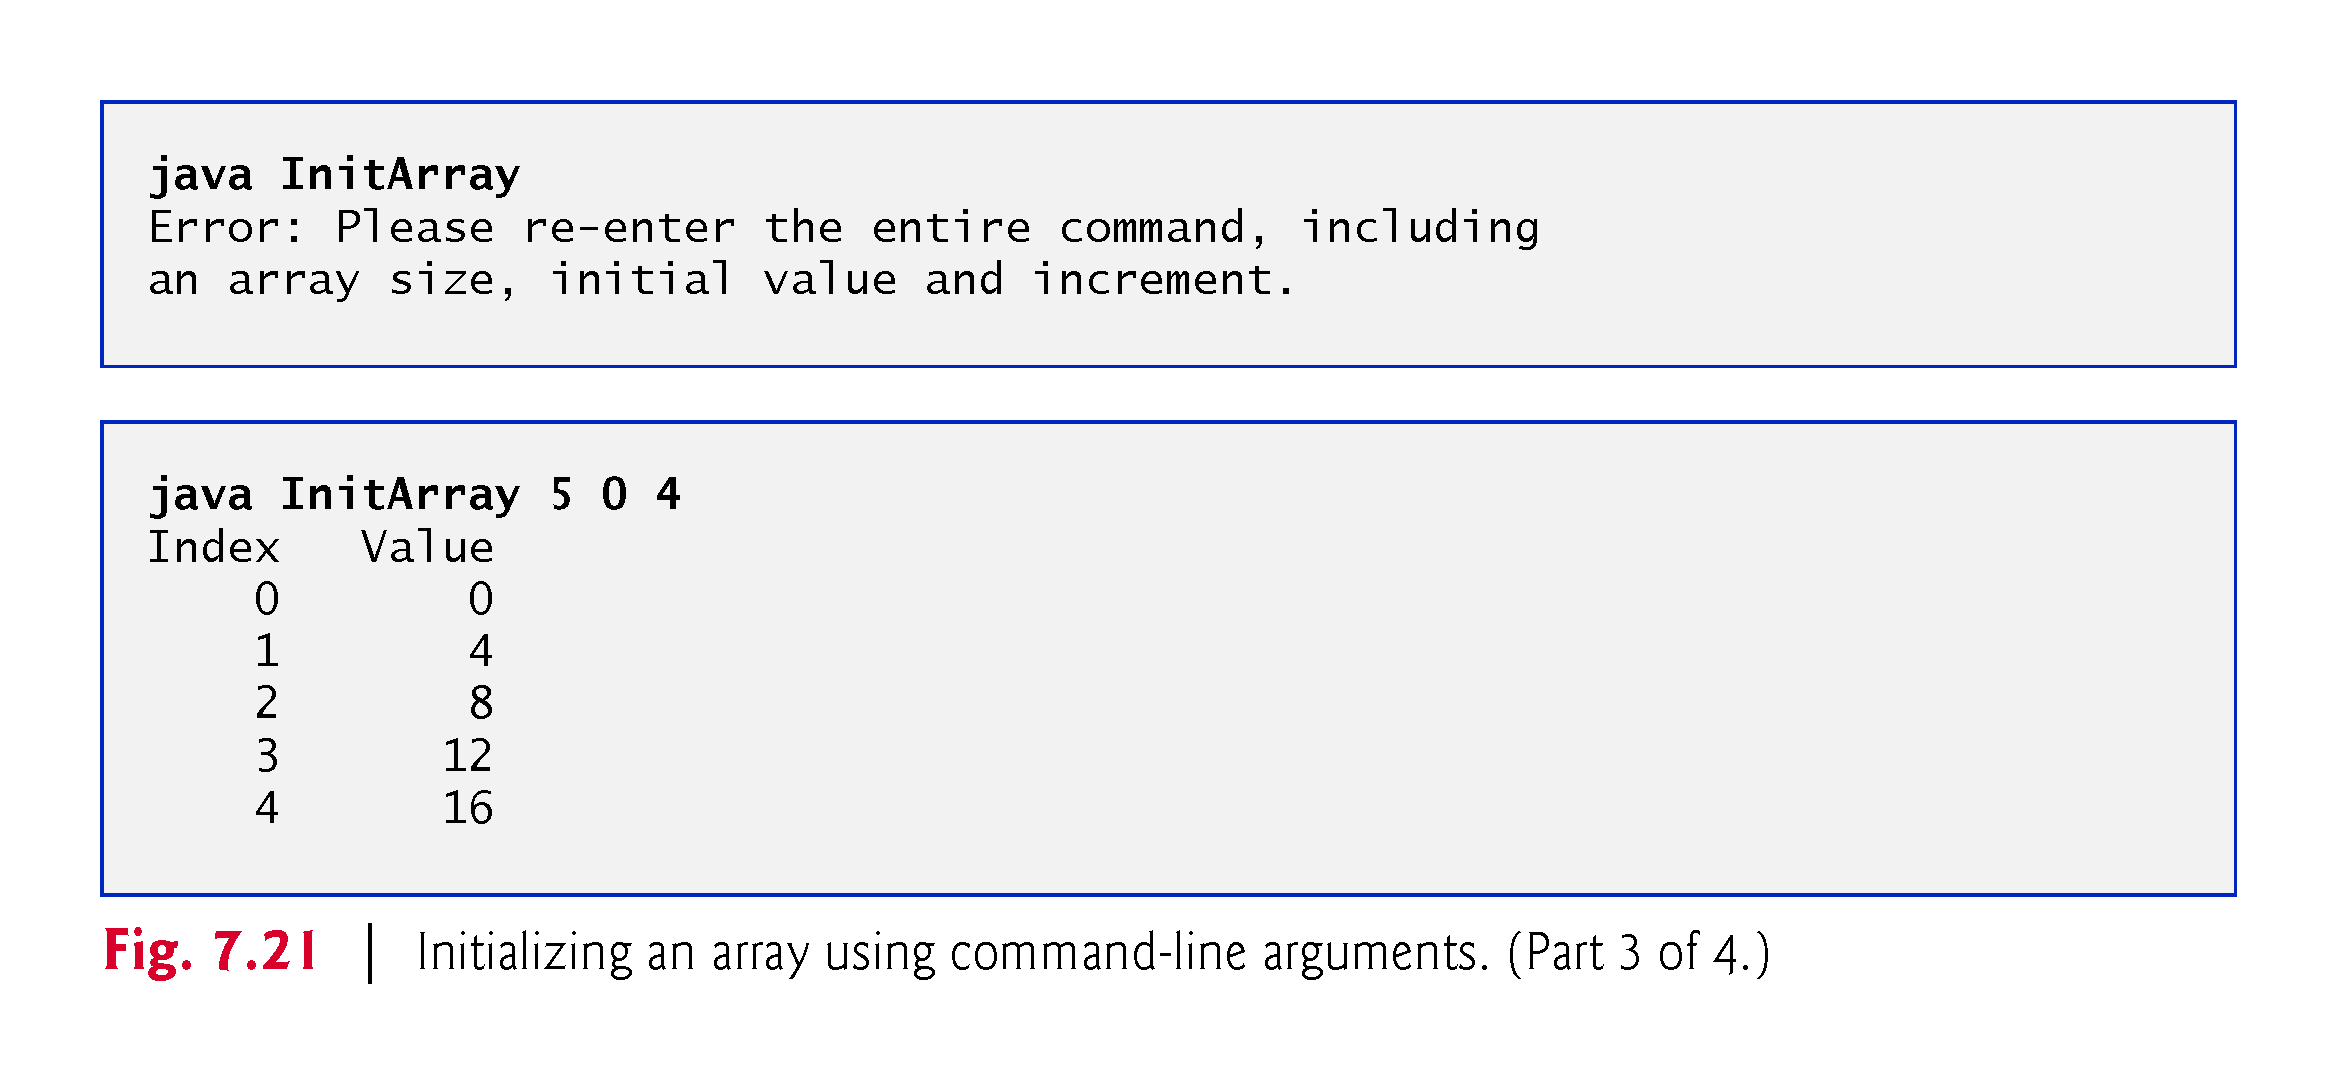 java InitArray
Error: Please re-enter the entire command, including
an array size, initial value and increment.
java InitArray 5 0 4
Index   Value
    0       0
    1       4
    2       8
    3      12
    4      16
Fig. 7.21 | Initializing an array using command-line arguments. (Part 3 of 4.)